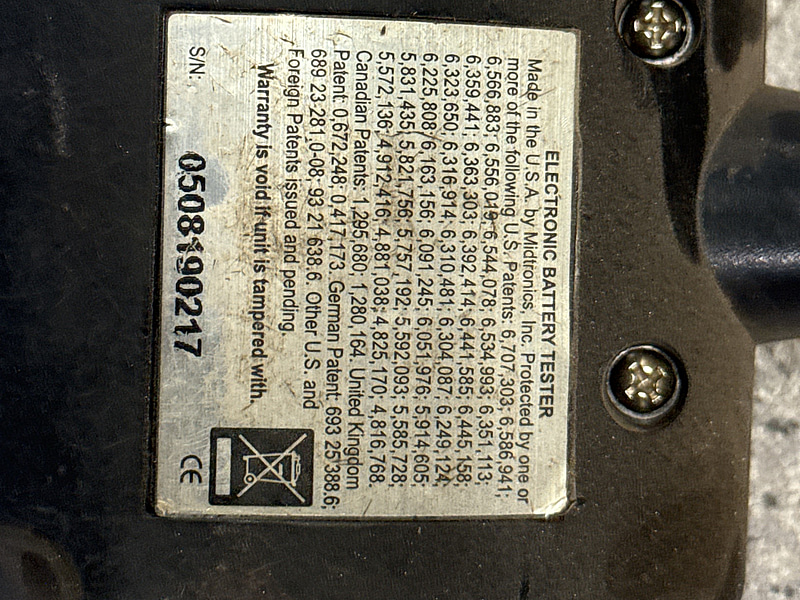 ELECTRONIC BATTERY TESTER
Made in the U.S.A. by Midtronics, Inc. Protected by one or
more of the following U.S. Patents: 6,707,303; 6,586,941;
6,566,883; 6,556,019; 6,544,078; 6,534,993; 6,351,113;
6,359,441; 6,363,303; 6,392,414; 6,441,585; 6,445,158;
6,323,650; 6,316,914; 6,310,481; 6,304,087; 6,249,124;
6,225,808; 6,163,156; 6,091,245; 6,051,976; 5,914,605;
5,831,435; 5,821,756; 5,757,192; 5,592,093; 5,585,728;
5,572,136; 4,912,416; 4,881,038; 4,825,170; 4,816,768.
Canadian Patents: 1,295,680, 1,280,164, United Kingdom
Patent: 0,672,248; 0,417,173. German Patent: 693 25 388.6;
689 23-281.0-08; 93 21 638.6. Other U.S. and
Foreign Patents issued and pending.
Warranty is void if unit is tampered with.
S/N: 0508190217 CE